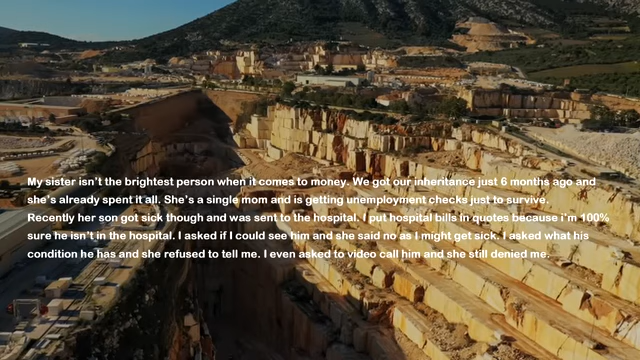 My sister isn't the brightest person when it comes to money. We got our inheritance just 6 months ago and
she's already spent it all. She's a single mom and is getting unemployment checks just to survive.
Recently her son got sick though and was sent to the hospital. I put hospital bills in quotes because i'm 100%
sure he isn't in the hospital. I asked if I could see him and she said no as I might get sick. I asked what his
condition he has and she refused to tell me. I even asked to video call him and she still denied me.